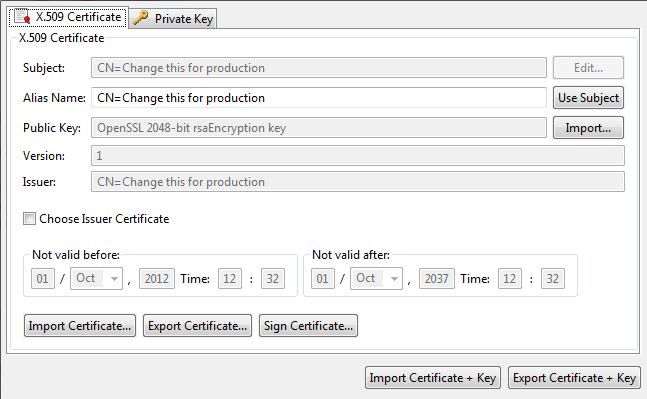 X.509 Certificate
Private Key
X.509 Certificate
Subject: CN=Change this for production Edit...
Alias Name: CN=Change this for production Use Subject
Public Key: OpenSSL 2048-bit rsaEncryption key Import...
Version: 1
Issuer: CN=Change this for production
Choose Issuer Certificate
Not valid before: Not valid after:
01 / Oct , 2012 Time: 12 : 32 01 / Oct , 2037 Time: 12 : 32
Import Certificate... Export Certificate... Sign Certificate...
Import Certificate + Key Export Certificate + Key